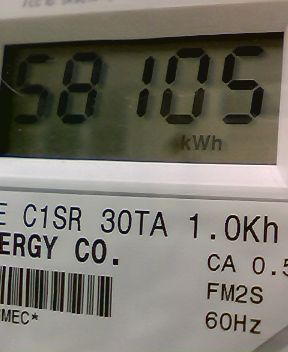 58105
kWh
E C1SR 30TA 1.0Kh
ERGY CO.
CA 0.5
FM2S
MEC*
60Hz